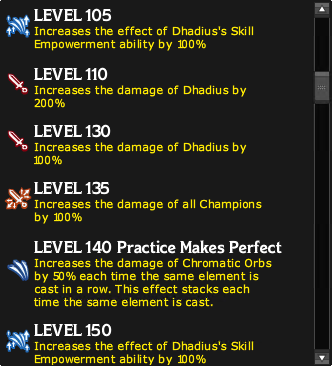 LEVEL 105
Increases the effect of Dhadius's Skill
Empowerment ability by 100%
LEVEL 110
Increases the damage of Dhadius by
200%
LEVEL 130
Increases the damage of Dhadius by
100%
LEVEL 135
Increases the damage of all Champions
by 100%
LEVEL 140 Practice Makes Perfect
Increases the damage of Chromatic Orbs
by 50% each time the same element is
cast in a row. This effect stacks each
time the same element is cast.
LEVEL 150
Increases the effect of Dhadius's Skill
Empowerment ability by 100%